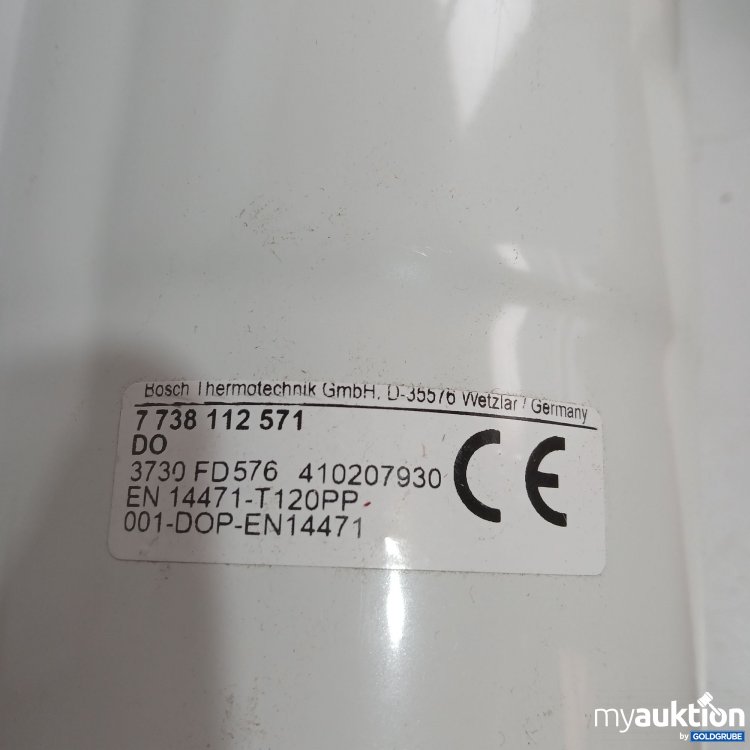 Bosch Thermotechnik GmbH, D-35576 Wetzlar / Germany
7 738 112 571
DO
3730 FD576 410207930
EN 14471-T120PP
001-DOP-EN14471
CE
myauktion
by GOLDGRUBE